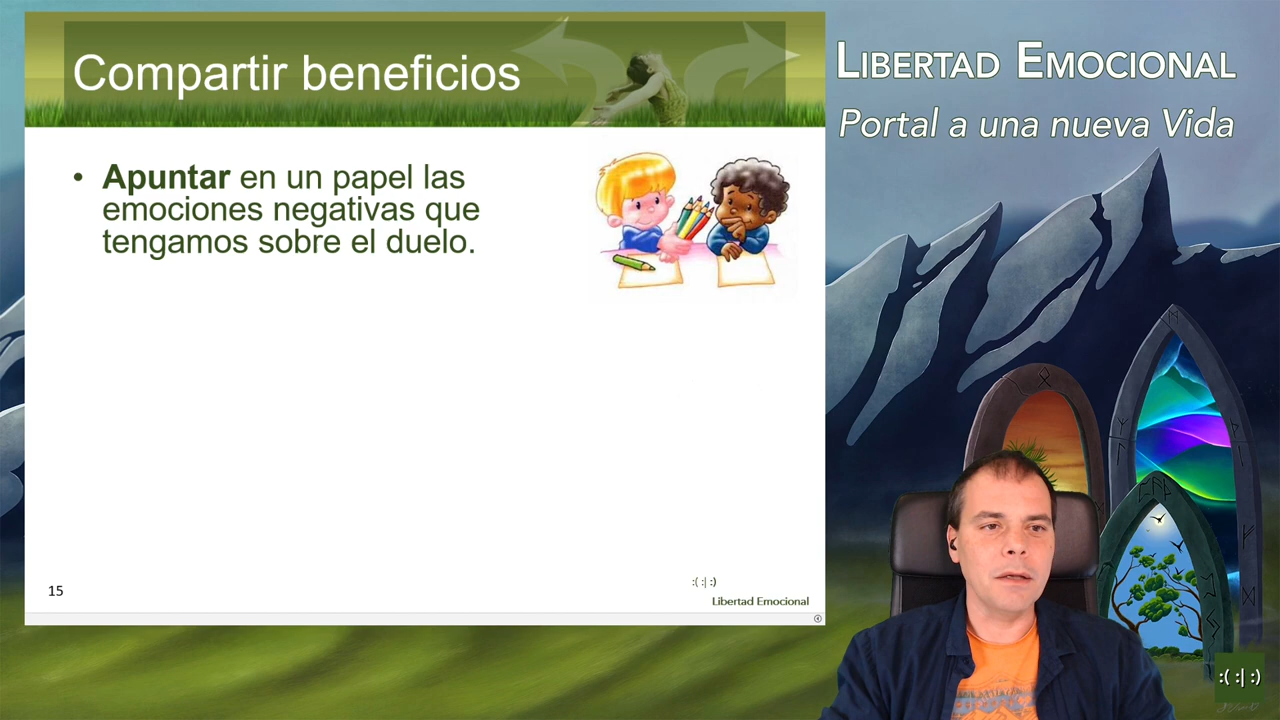 Compartir beneficios
• Apuntar en un papel las
emociones negativas que
tengamos sobre el duelo.
15
:( :| :)
Libertad Emocional
LIBERTAD EMOCIONAL
Portal a una nueva Vida
:( :| :)